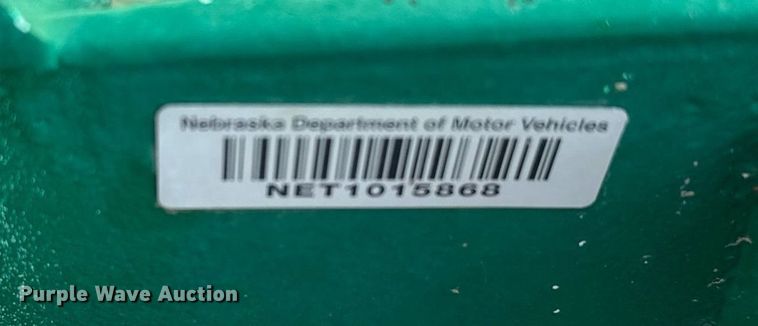 Nebraska Department of Motor Vehicles
NET1015868
Purple Wave Auction